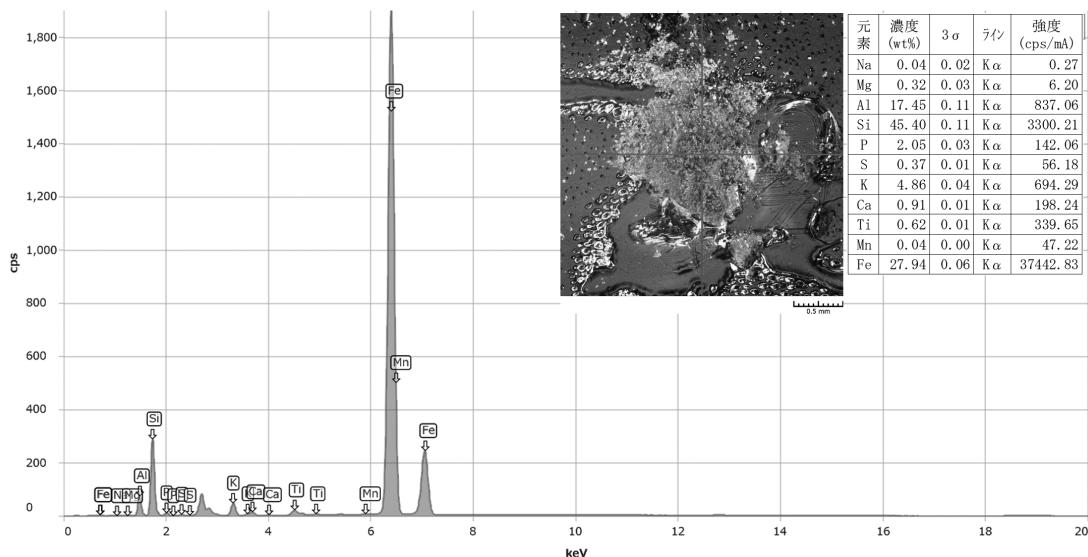 1,800
1,600
1,400
1,200
1,000
800
600
400
200
0
cps
Fe
Mn
Fe
Si
Al
Fe
Na
Mg
P
P
S
S
K
K
Ca
Ca
Ti
Ti
Mn
0 2 4 6 8 10 12 14 16 18 20
keV
0.5 mm
元素 濃度(wt%) 3σ ライン 強度(cps/mA)
Na 0.04 0.02 Kα 0.27
Mg 0.32 0.03 Kα 6.20
Al 17.45 0.11 Kα 837.06
Si 45.40 0.11 Kα 3300.21
P 2.05 0.03 Kα 142.06
S 0.37 0.01 Kα 56.18
K 4.86 0.04 Kα 694.29
Ca 0.91 0.01 Kα 198.24
Ti 0.62 0.01 Kα 339.65
Mn 0.04 0.00 Kα 47.22
Fe 27.94 0.06 Kα 37442.83